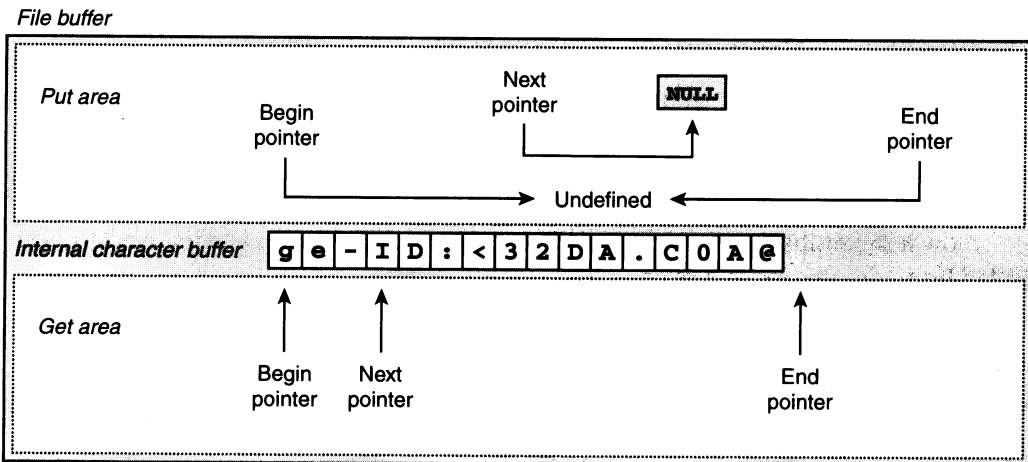 File buffer
Put area
Next
pointer
NULL
Begin
pointer
End
pointer
Undefined
Internal character buffer
g e - I D : < 3 2 D A . C 0 A @
Get area
Begin
pointer
Next
pointer
End
pointer